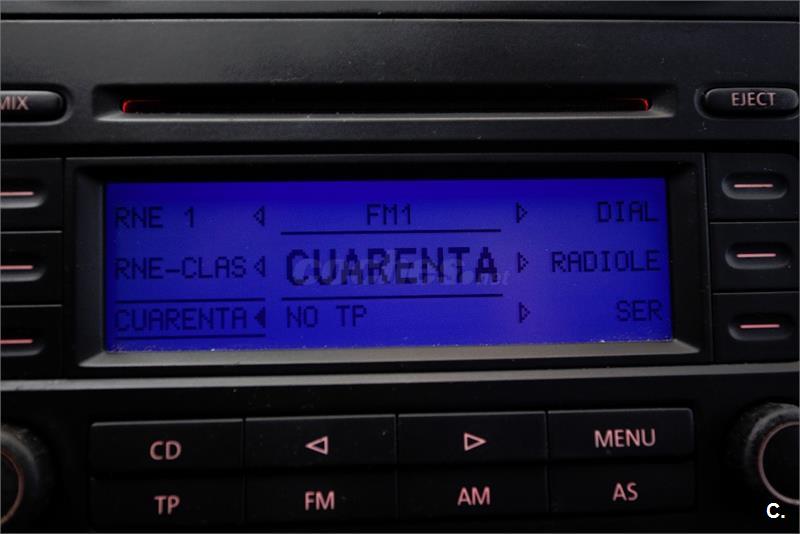 MIX
EJECT
RNE 1 FM1 DIAL
RNE-CLAS CUARENTA RADIOLE
CUARENTA NO TP SER
CD MENU
TP FM AM AS
C.